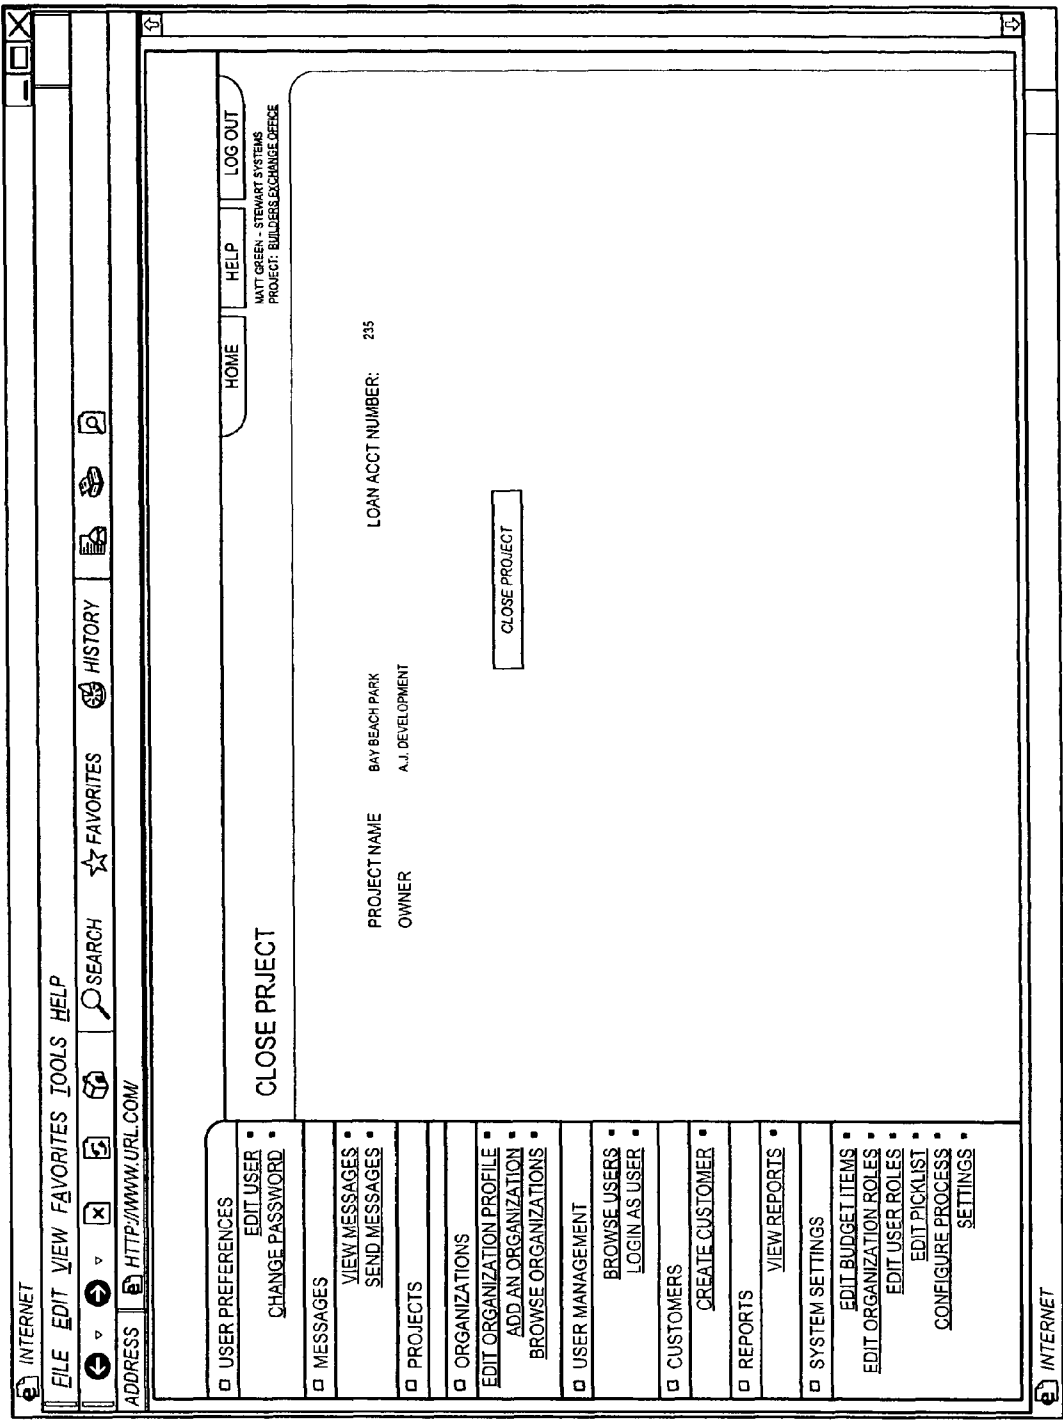 INTERNET
FILE EDIT VIEW FAVORITES TOOLS HELP
SEARCH FAVORITES HISTORY
ADDRESS HTTP://WWW.URL.COM/
HOME HELP LOG OUT
MATT GREEN - STEWART SYSTEMS
PROJECT: BUILDERS EXCHANGE OFFICE
CLOSE PRJECT
USER PREFERENCES
EDIT USER
CHANGE PASSWORD
MESSAGES
VIEW MESSAGES
SEND MESSAGES
PROJECTS
ORGANIZATIONS
EDIT ORGANIZATION PROFILE
ADD AN ORGANIZATION
BROWSE ORGANIZATIONS
USER MANAGEMENT
BROWSE USERS
LOGIN AS USER
CUSTOMERS
CREATE CUSTOMER
REPORTS
VIEW REPORTS
SYSTEM SETTINGS
EDIT BUDGET ITEMS
EDIT ORGANIZATION ROLES
EDIT USER ROLES
EDIT PICKLIST
CONFIGURE PROCESS
SETTINGS
PROJECT NAME BAY BEACH PARK LOAN ACCT NUMBER: 235
OWNER A.J. DEVELOPMENT
CLOSE PROJECT
INTERNET